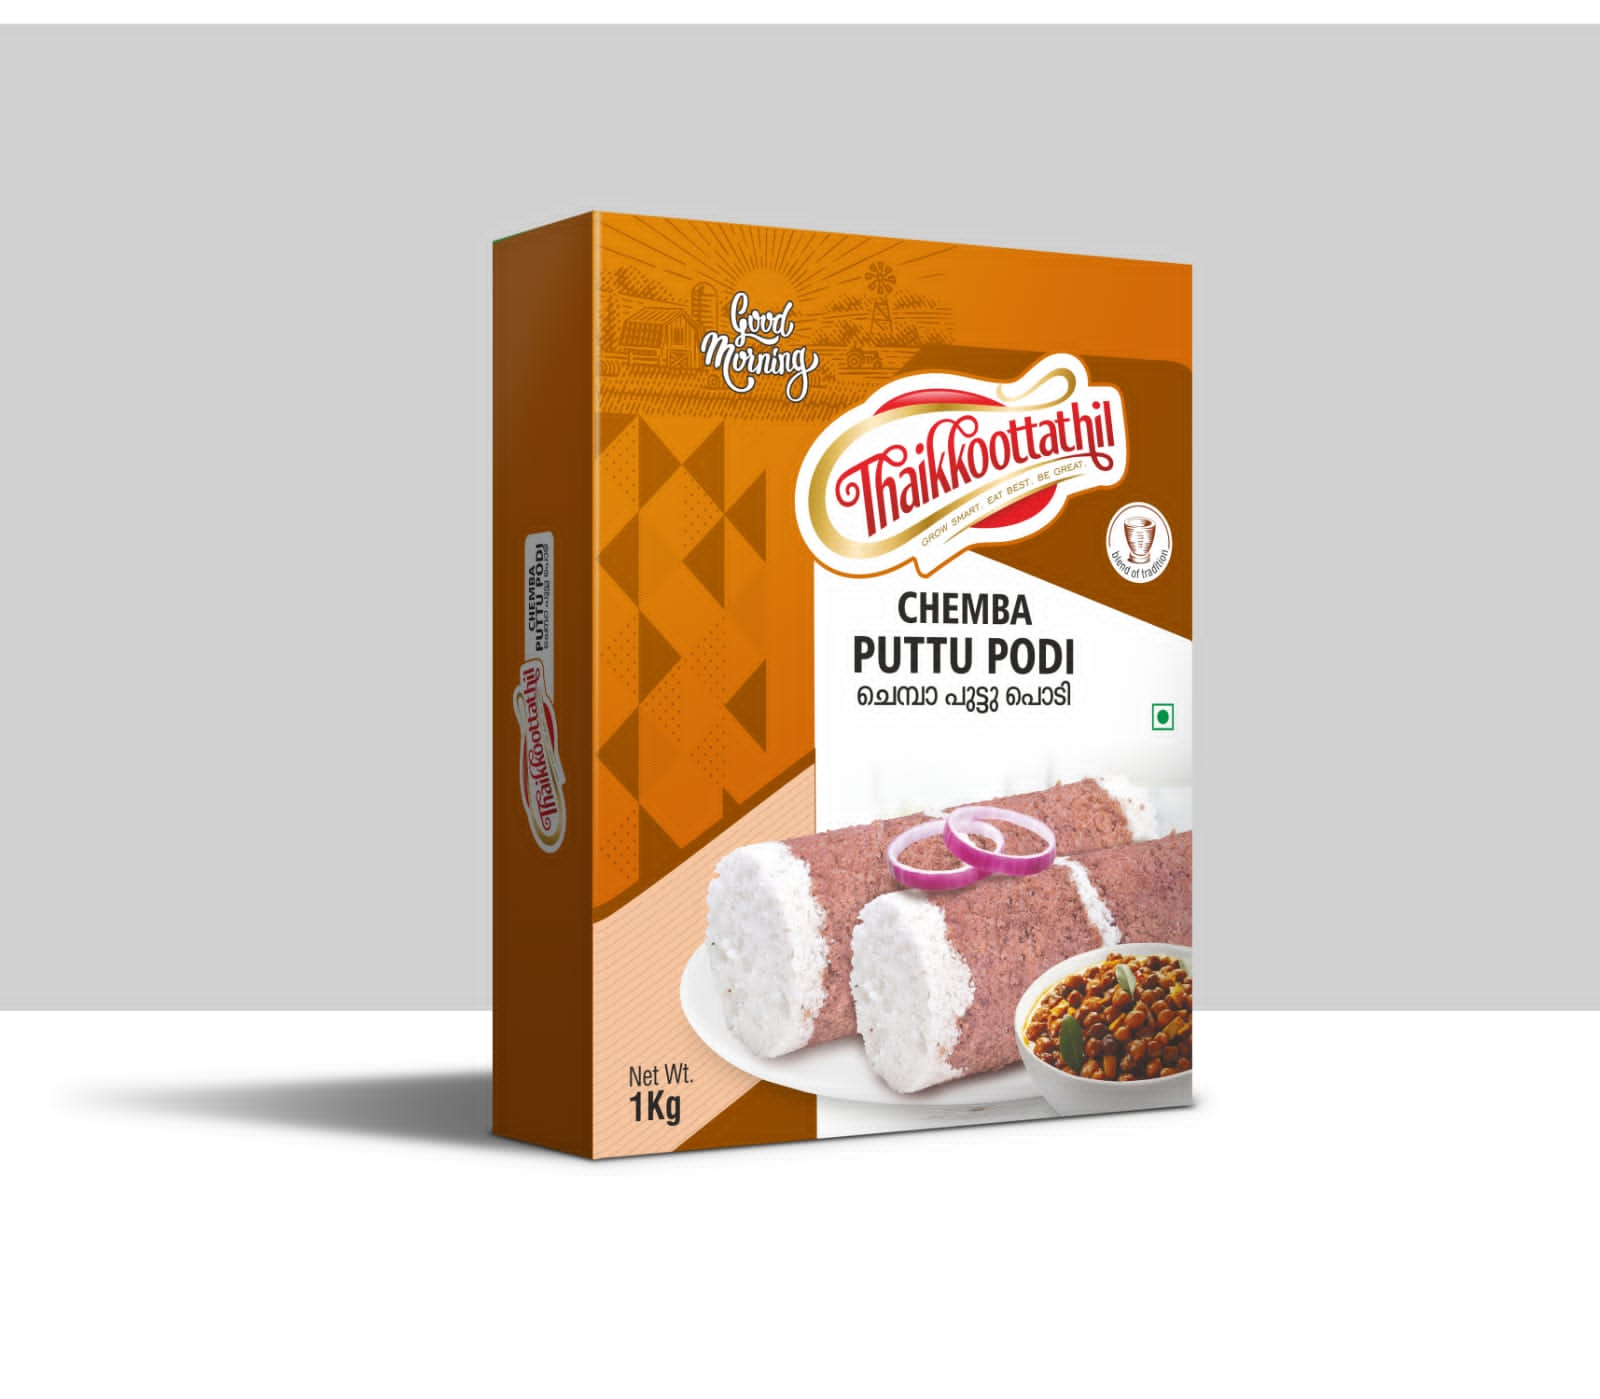 Good
Morning
Thaikkoottathil
GROW SMART. EAT BEST. BE GREAT.
blend of tradition
CHEMBA
PUTTU PODI
ചെമ്പാ പുട്ടു പൊടി
Net Wt.
1Kg
Thaikkoottathil
CHEMBA
PUTTU PODI
ചെമ്പാ പുട്ടു പൊടി